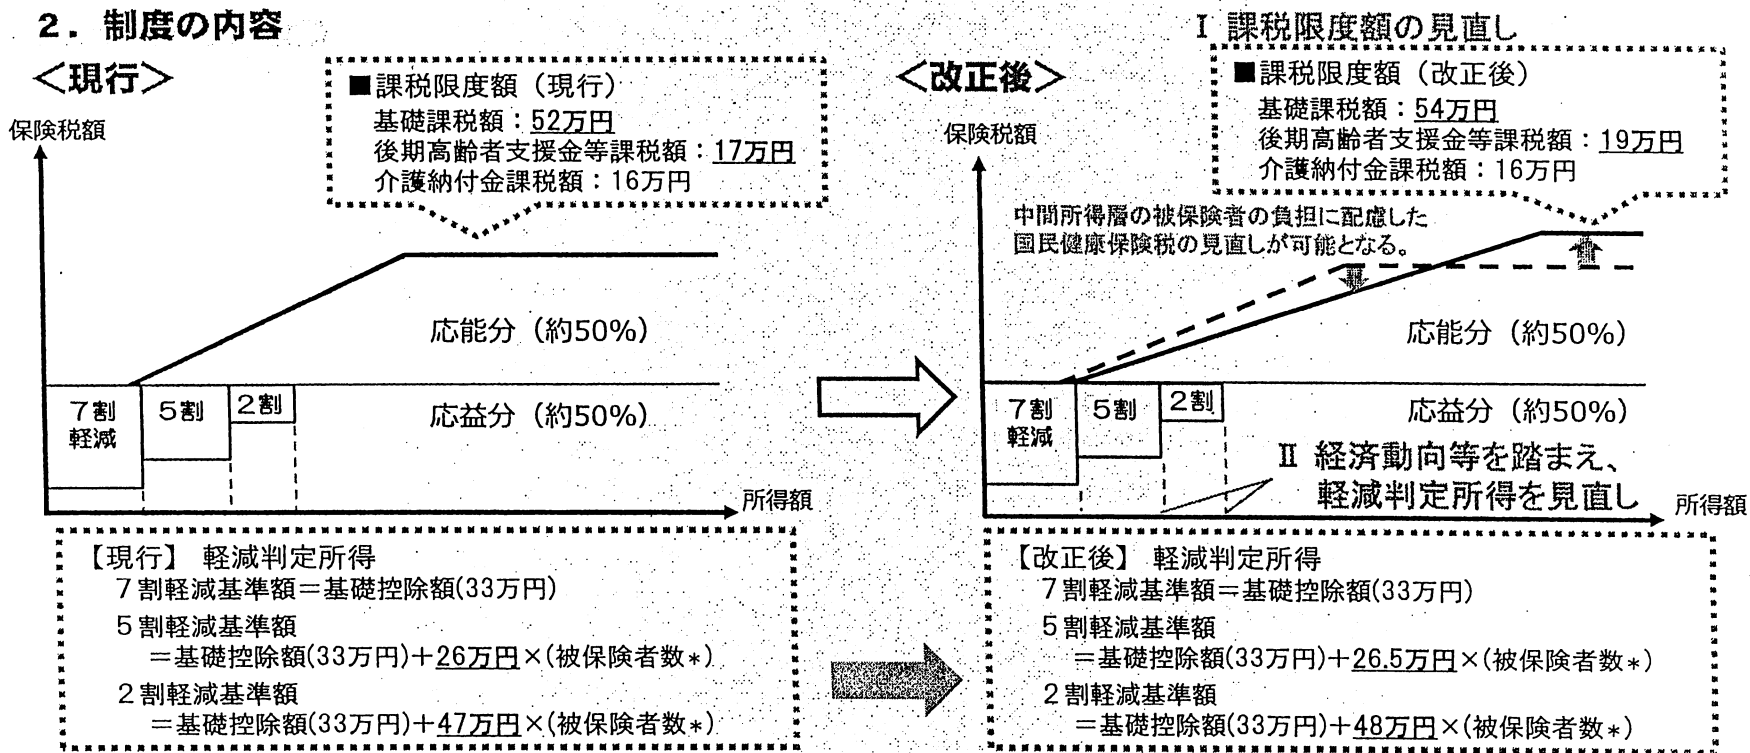 2．制度の内容
＜現行＞
■課税限度額（現行）
基礎課税額：52万円
後期高齢者支援金等課税額：17万円
介護納付金課税額：16万円
保険税額
応能分（約50%）
7割
軽減
5割
2割
応益分（約50%）
所得額
【現行】 軽減判定所得
7割軽減基準額＝基礎控除額(33万円)
5割軽減基準額
＝基礎控除額(33万円)＋26万円×(被保険者数＊)
2割軽減基準額
＝基礎控除額(33万円)＋47万円×(被保険者数＊)
Ⅰ 課税限度額の見直し
＜改正後＞
■課税限度額（改正後）
基礎課税額：54万円
後期高齢者支援金等課税額：19万円
介護納付金課税額：16万円
保険税額
中間所得層の被保険者の負担に配慮した
国民健康保険税の見直しが可能となる。
応能分（約50%）
7割
軽減
5割
2割
応益分（約50%）
Ⅱ 経済動向等を踏まえ、
軽減判定所得を見直し
所得額
【改正後】 軽減判定所得
7割軽減基準額＝基礎控除額(33万円)
5割軽減基準額
＝基礎控除額(33万円)＋26.5万円×(被保険者数＊)
2割軽減基準額
＝基礎控除額(33万円)＋48万円×(被保険者数＊)